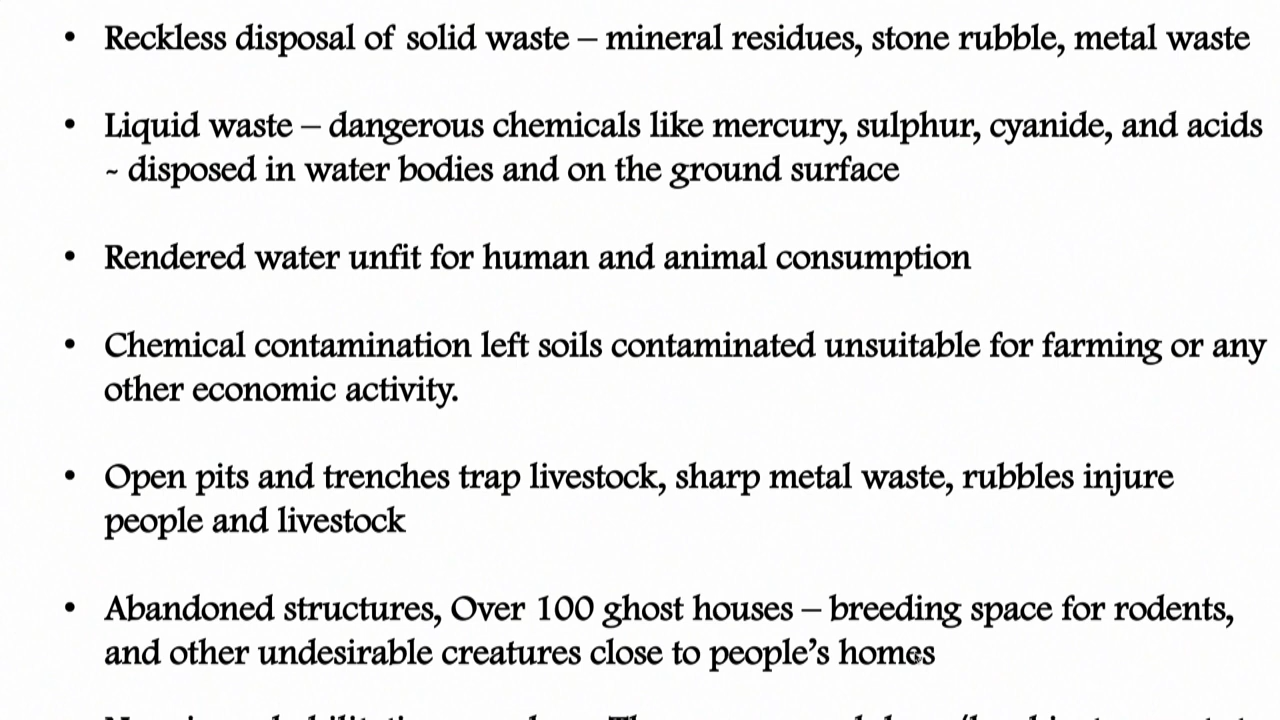 • Reckless disposal of solid waste – mineral residues, stone rubble, metal waste
• Liquid waste – dangerous chemicals like mercury, sulphur, cyanide, and acids
~ disposed in water bodies and on the ground surface
• Rendered water unfit for human and animal consumption
• Chemical contamination left soils contaminated unsuitable for farming or any
other economic activity.
• Open pits and trenches trap livestock, sharp metal waste, rubbles injure
people and livestock
• Abandoned structures, Over 100 ghost houses – breeding space for rodents,
and other undesirable creatures close to people’s homes